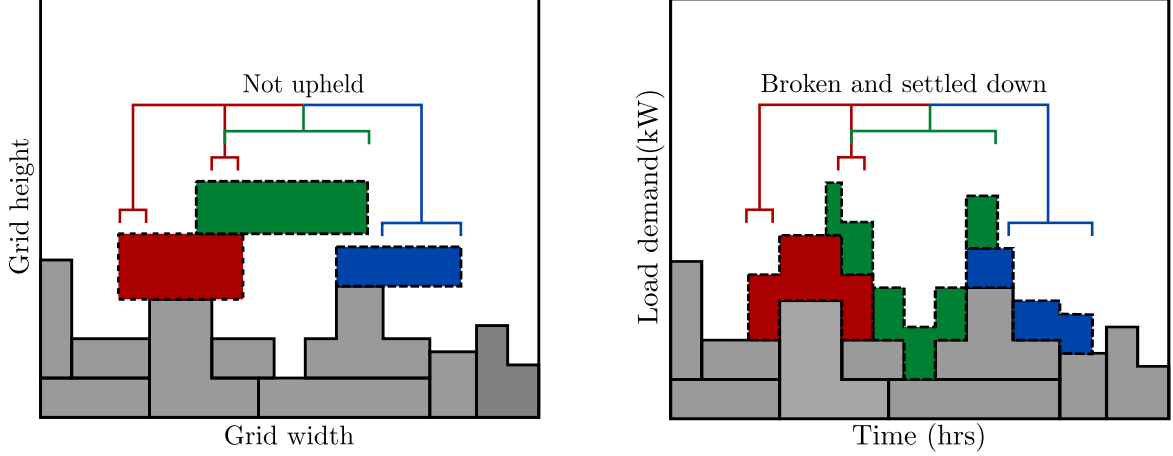 Not upheld
Grid height
Grid width
Broken and settled down
Load demand(kW)
Time (hrs)